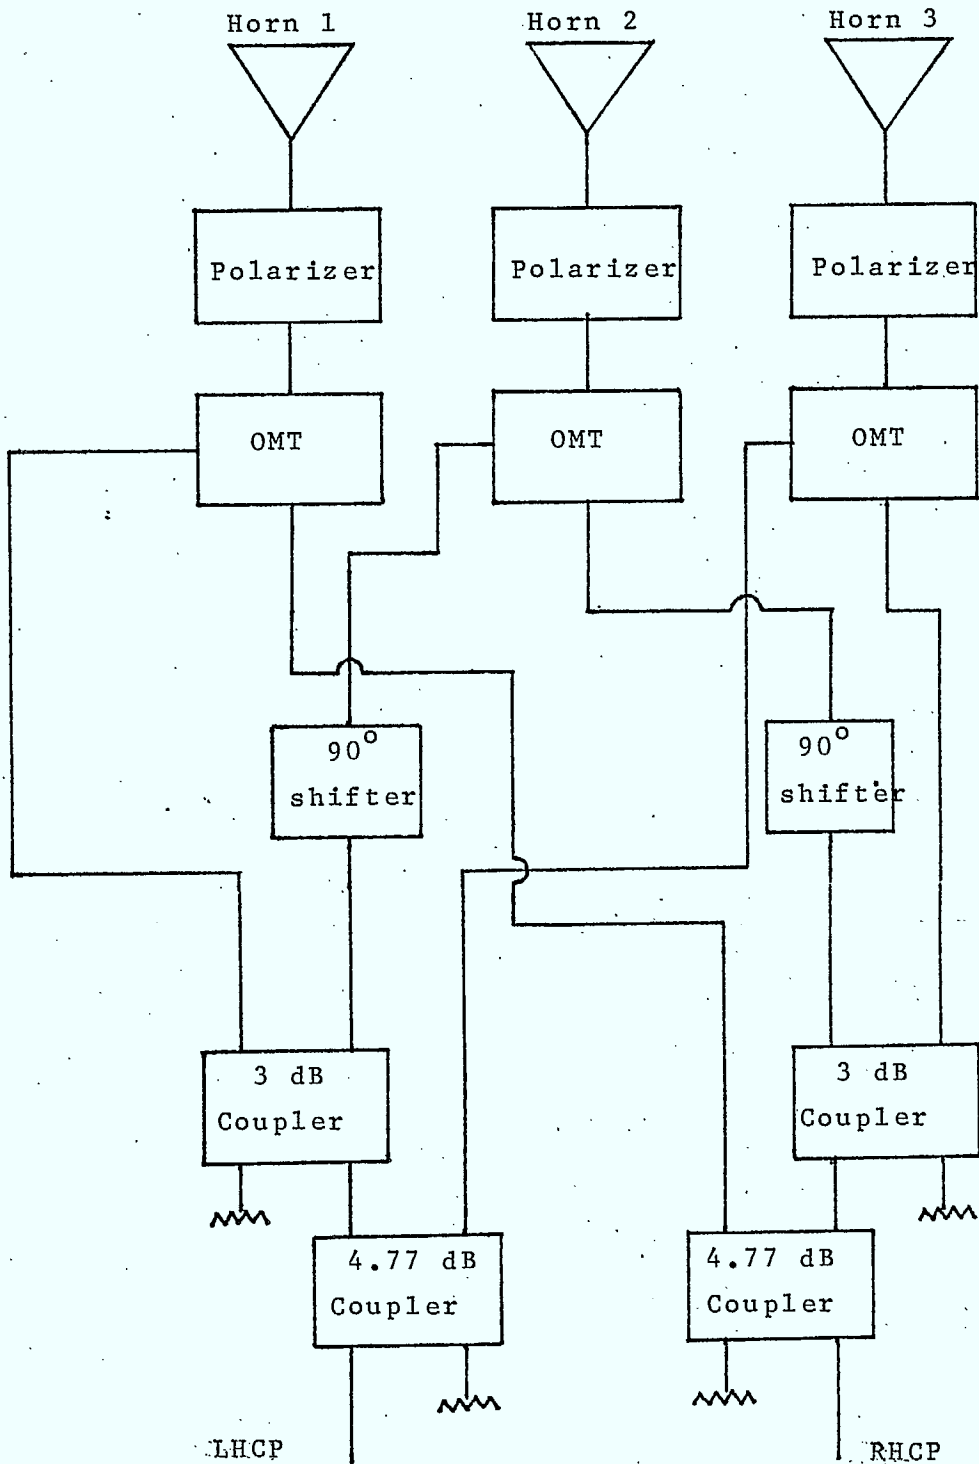 Horn 1
Horn 2
Horn 3
Polarizer
Polarizer
Polarizer
OMT
OMT
OMT
90°
shifter
90°
shifter
3 dB
Coupler
3 dB
Coupler
4.77 dB
Coupler
4.77 dB
Coupler
LHCP
RHCP